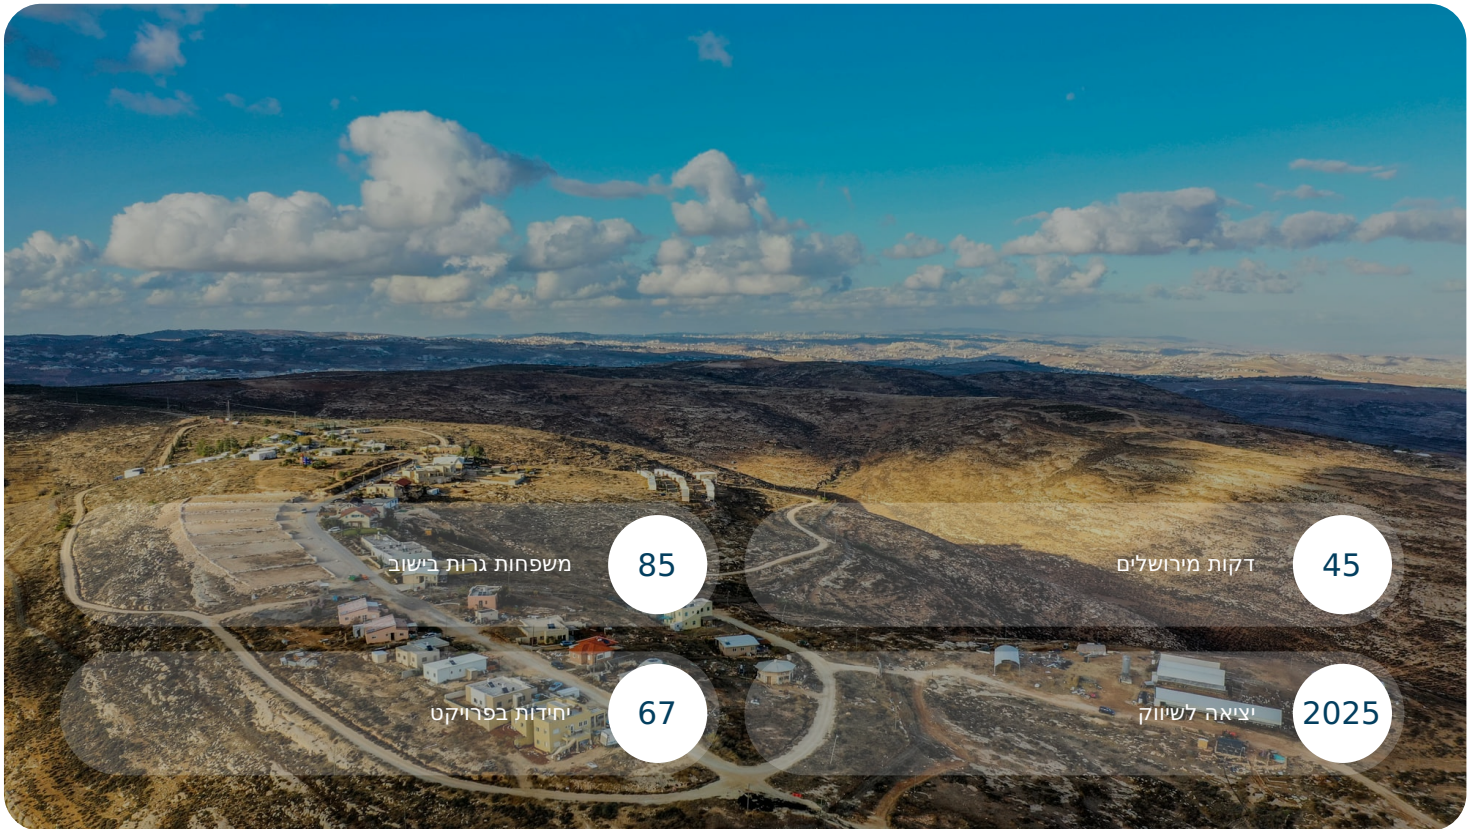 45
דקות מירושלים
85
משפחות גרות בישוב
2025
יציאה לשיווק
67
יחידות בפרויקט